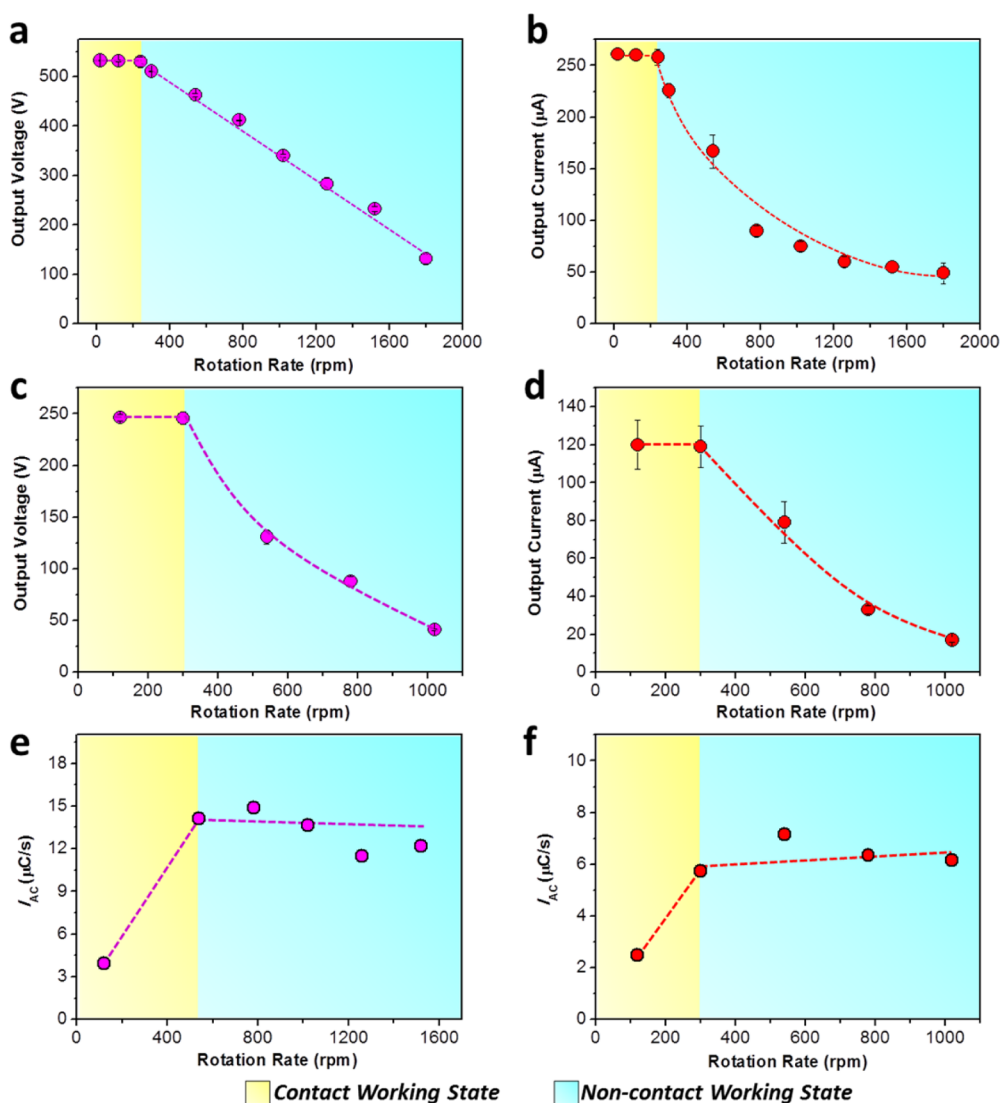 a
Output Voltage (V)
500
400
300
200
100
0
0 400 800 1200 1600 2000
Rotation Rate (rpm)
b
Output Current (μA)
250
200
150
100
50
0
0 400 800 1200 1600 2000
Rotation Rate (rpm)
c
Output Voltage (V)
250
200
150
100
50
0
0 200 400 600 800 1000
Rotation Rate (rpm)
d
Output Current (μA)
140
120
100
80
60
40
20
0
0 200 400 600 800 1000
Rotation Rate (rpm)
e
I AC (μC/s)
18
15
12
9
6
3
0
0 400 800 1200 1600
Rotation Rate (rpm)
f
I AC (μC/s)
10
8
6
4
2
0
0 200 400 600 800 1000
Rotation Rate (rpm)
Contact Working State
Non-contact Working State